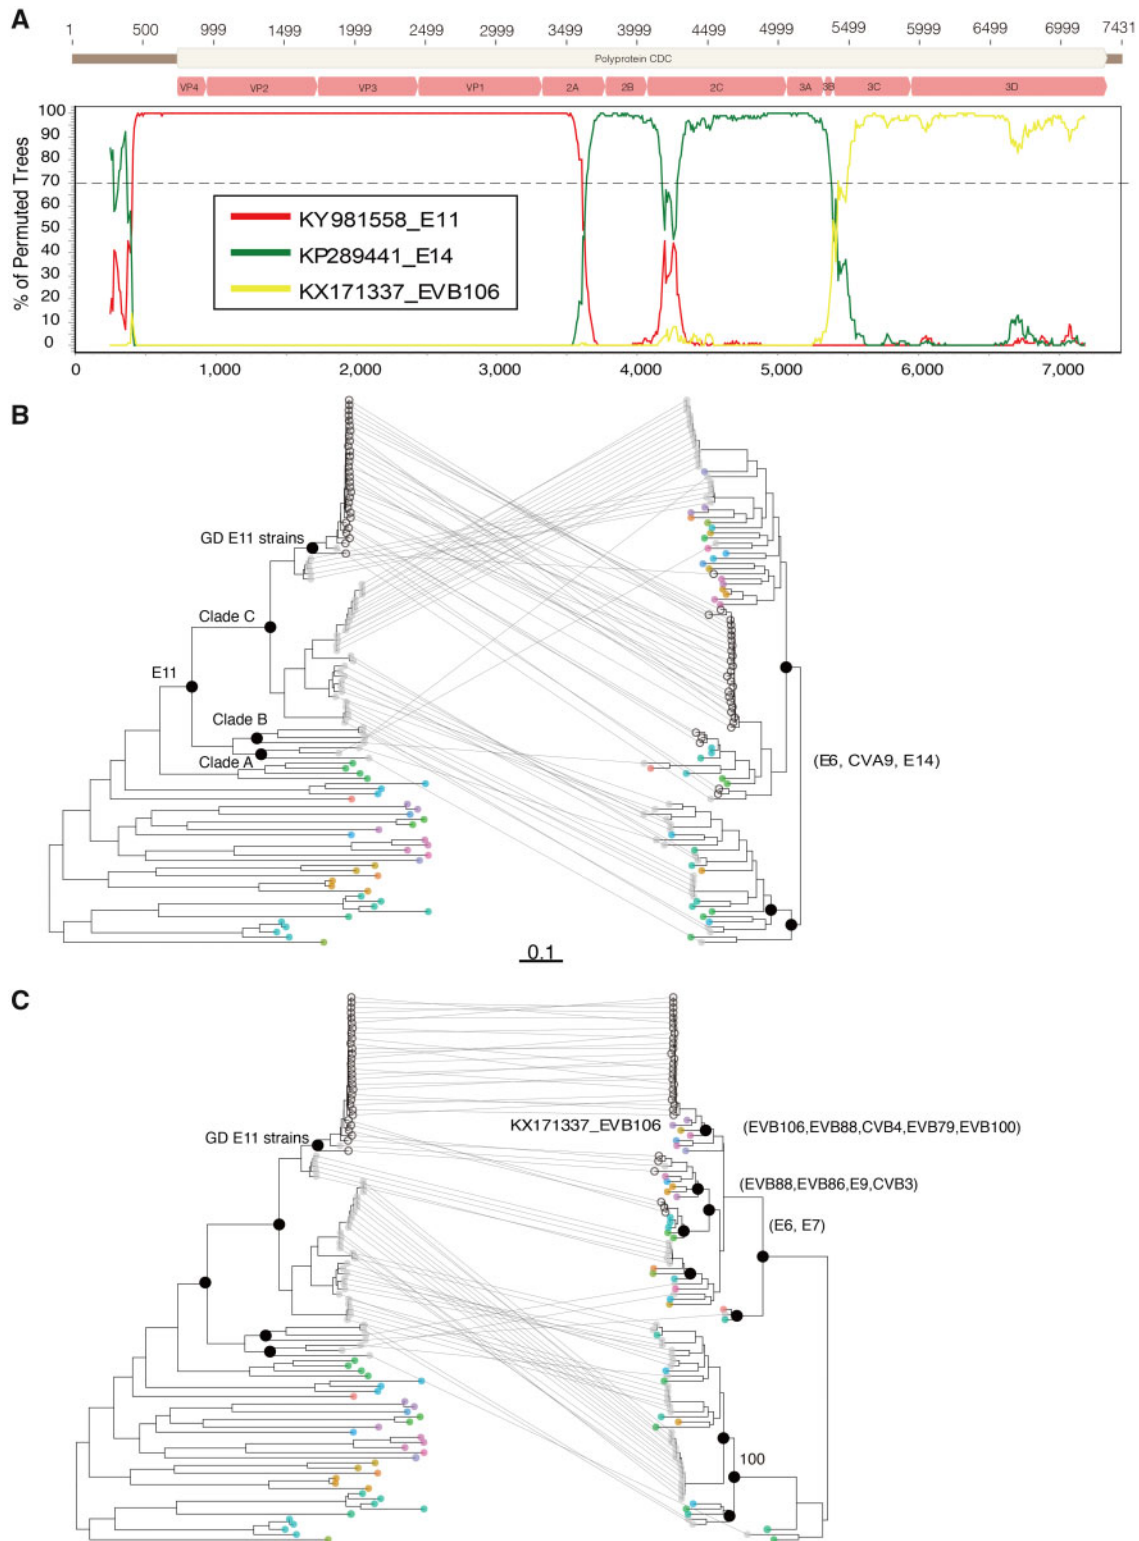 A
1 500 999 1499 1999 2499 2999 3499 3999 4499 4999 5499 5999 6499 6999 7431
Polyprotein CDC
VP4 VP2 VP3 VP1 2A 2B 2C 3A 3B 3C 3D
% of Permuted Trees
100
90
80
70
60
50
40
30
20
10
0
KY981558_E11
KP289441_E14
KX171337_EVB106
0 1,000 2,000 3,000 4,000 5,000 6,000 7,000
B
GD E11 strains
Clade C
E11
Clade B
Clade A
(E6, CVA9, E14)
0.1
C
GD E11 strains
KX171337_EVB106
(EVB106,EVB88,CVB4,EVB79,EVB100)
(EVB88,EVB86,E9,CVB3)
(E6, E7)
100